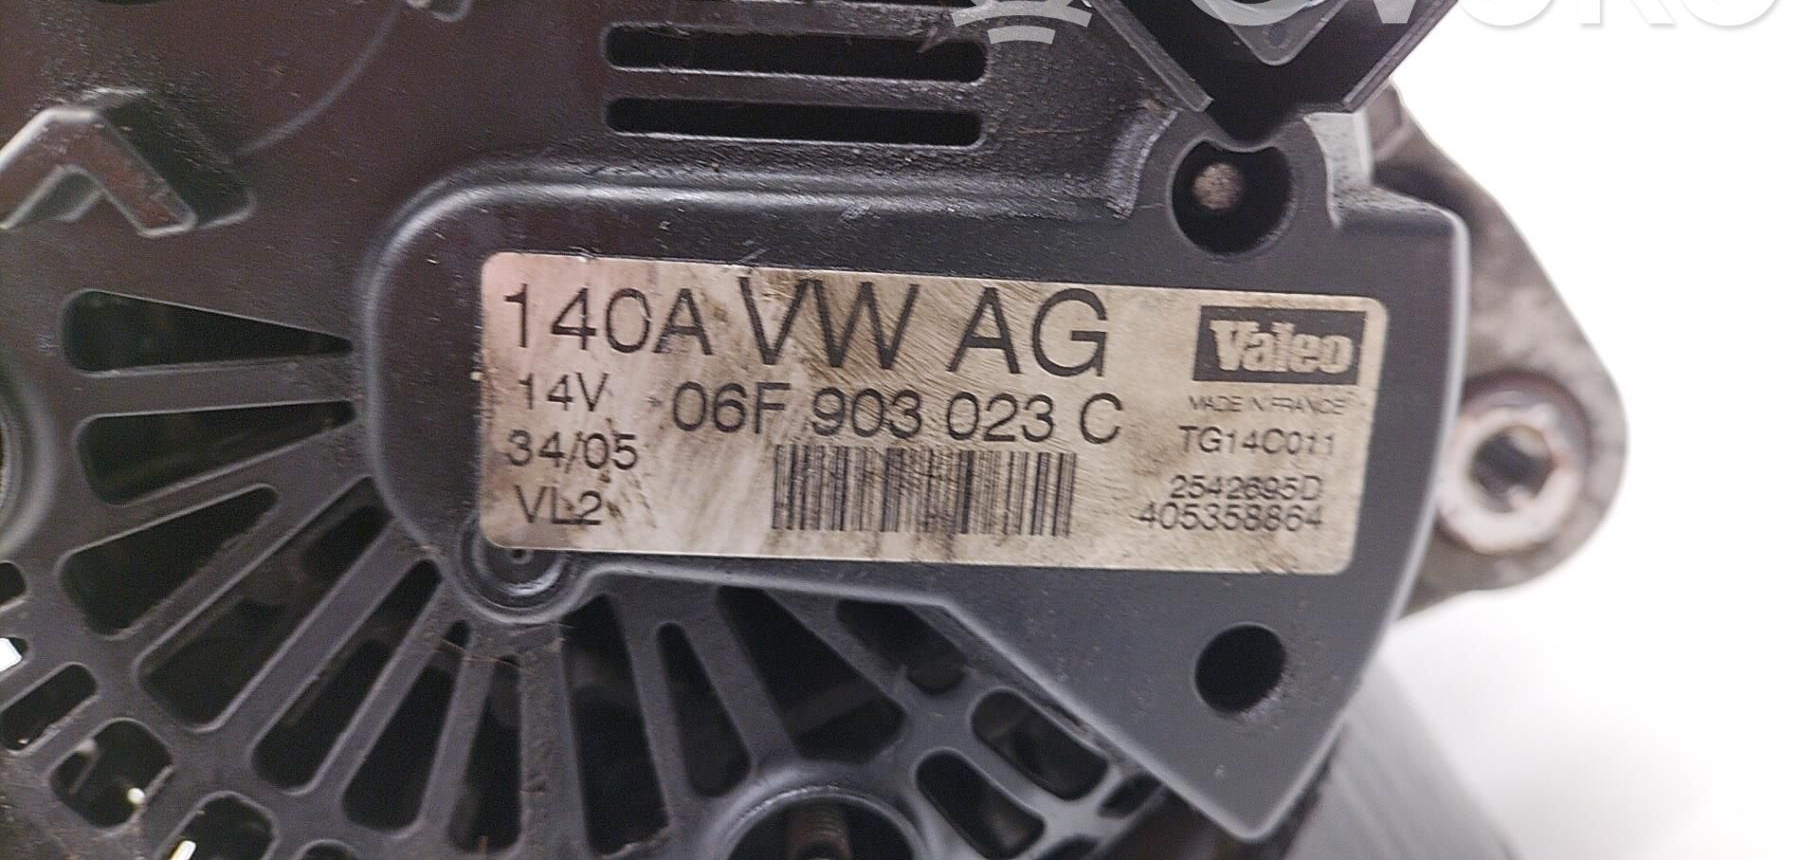 140A VW AG
Valeo
14V 06F 903 023 C
MADE IN FRANCE
34/05
TG14C011
VL2
2542695D
405358864